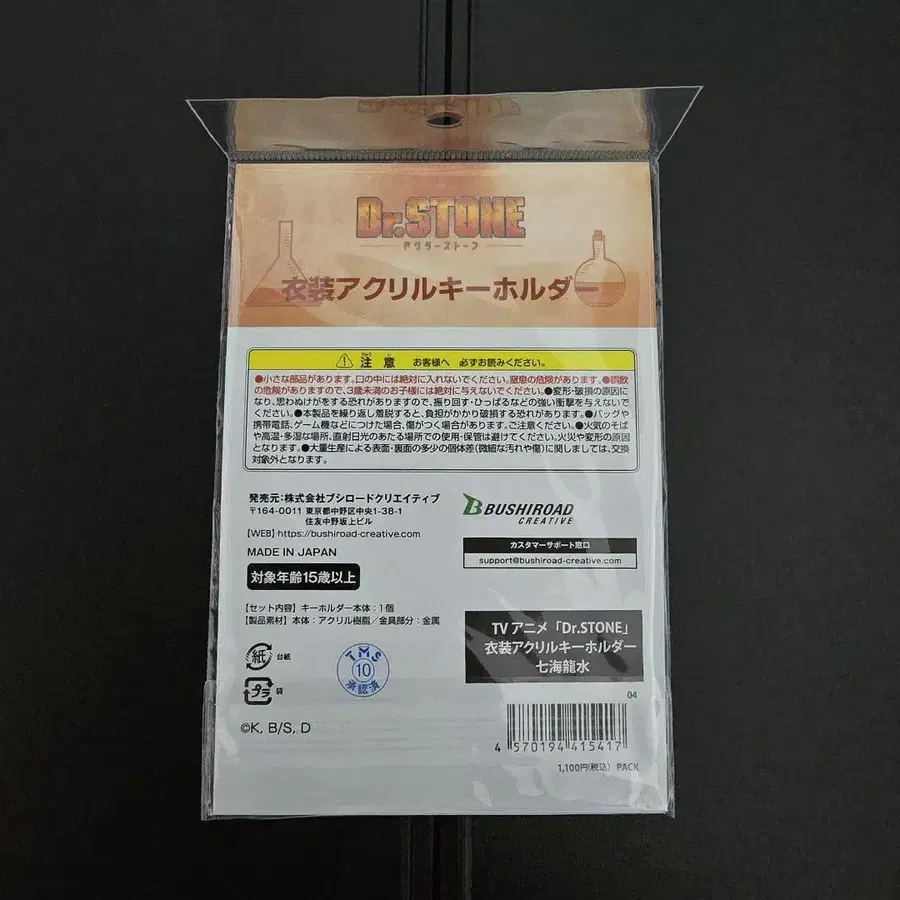 Dr.STONE
ドクターストーン
衣装アクリルキーホルダー
注意 お客様へ 必ずお読みください。
●小さな部品があります。口の中には絶対に入れないでください。窒息の危険があります。●誤飲
の危険がありますので、3歳未満のお子様には絶対に与えないでください。●変形・破損の原因に
なり、思わぬけがをする恐れがありますので、振り回す・ひっぱるなどの強い衝撃を与えないで
ください。●本製品を繰り返し着脱すると、負担がかかり破損する恐れがあります。●バッグや
携帯電話、ゲーム機などにつけた場合、傷がつく場合があります。ご注意ください。●火気のそば
や高温・多湿な場所、直射日光のあたる場所での使用・保管は避けてください。火災や変形の原因
となります。●大量生産による表面・裏面の多少の個体差(微細な汚れや傷)に関しましては、交換
対象外となります。
発売元:株式会社ブシロードクリエイティブ
〒164-0011 東京都中野区中央1-38-1
住友中野坂上ビル
【WEB】https://bushiroad-creative.com
MADE IN JAPAN
対象年齢15歳以上
BUSHIROAD
CREATIVE
カスタマーサポート窓口
support@bushiroad-creative.com
【セット内容】キーホルダー本体:1個
【製品素材】本体:アクリル樹脂/金具部分:金属
紙 台紙
プラ 袋
TMS
10
承認済
TVアニメ「Dr.STONE」
衣装アクリルキーホルダー
七海龍水
04
©K, B/S, D
4 570194 415417
1,100円(税込) PACK